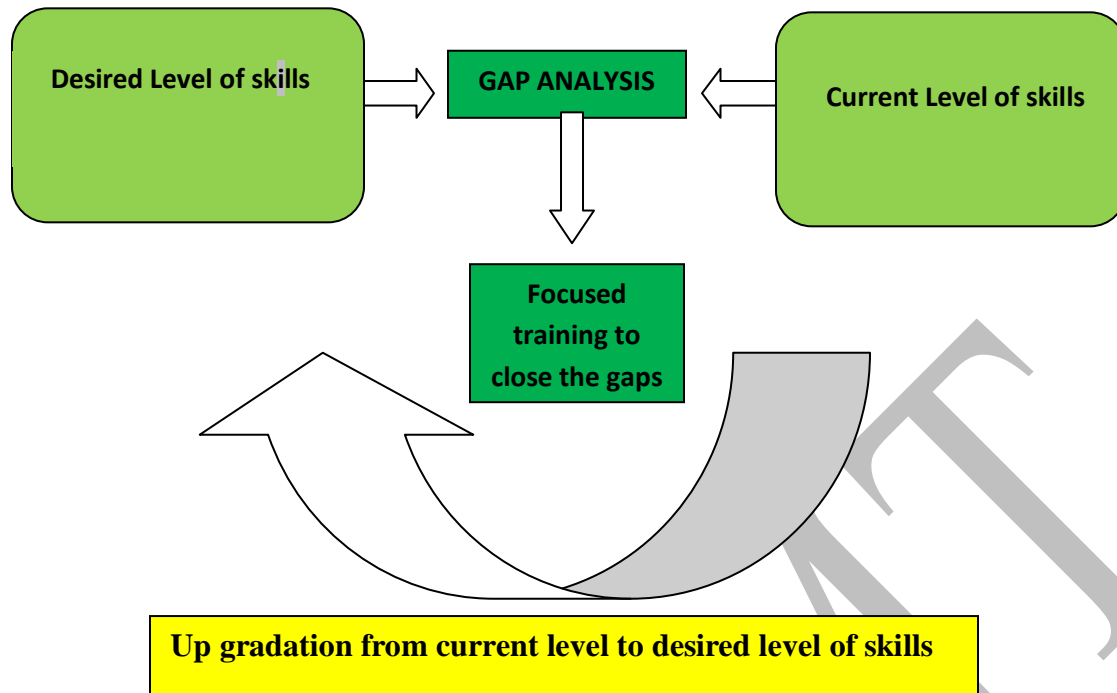 Desired Level of skills
GAP ANALYSIS
Current Level of skills
Focused
training to
close the gaps
Up gradation from current level to desired level of skills